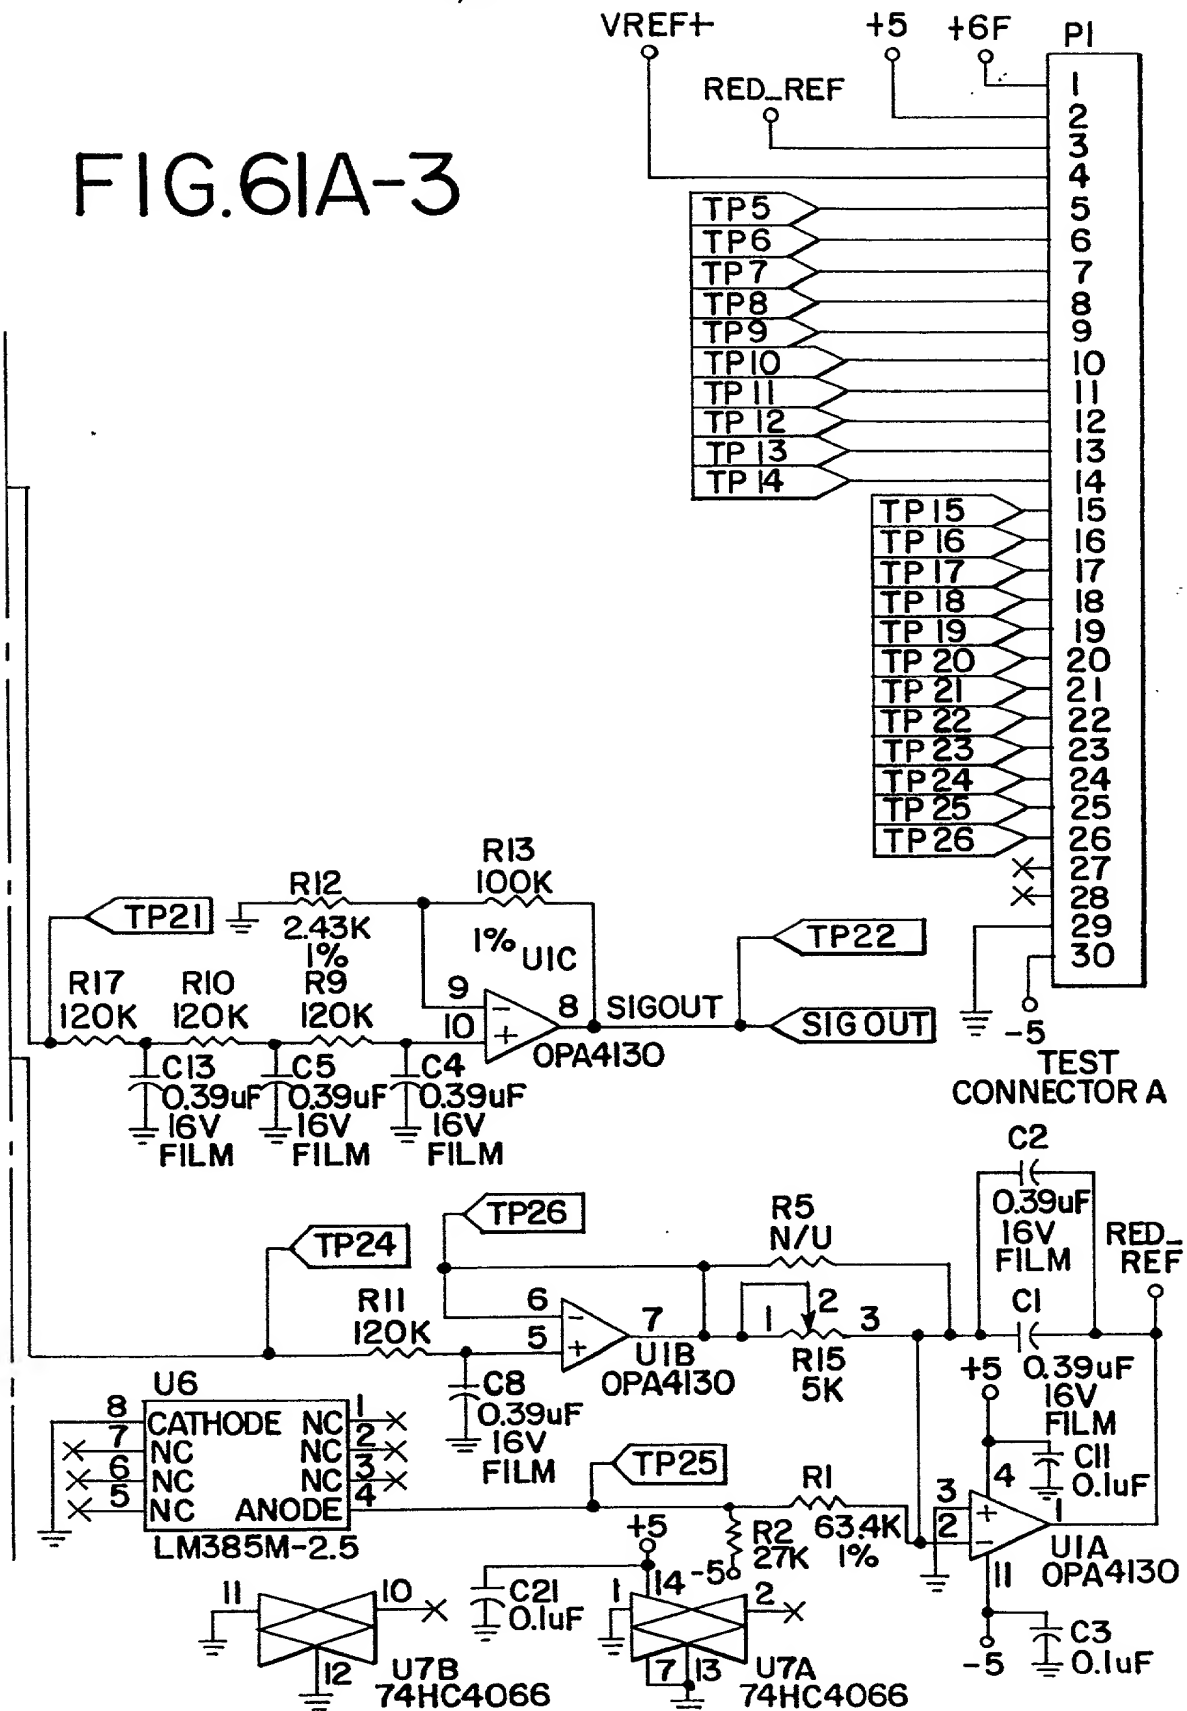 VREF+
+5
+6F
P1
RED_REF
FIG.61A-3
1
2
3
4
TP5
5
TP6
6
TP7
7
TP8
8
TP9
9
TP10
10
TP11
11
TP12
12
TP13
13
TP14
14
TP15
15
TP16
16
TP17
17
TP18
18
TP19
19
TP20
20
TP21
21
TP22
22
TP23
23
TP24
24
TP25
25
TP26
26
27
28
29
30
-5
TEST
CONNECTOR A
TP21
R12
2.43K
1%
R13
100K
1%
U1C
R17
120K
R10
120K
R9
120K
9
-
10
+
8
OPA4130
SIGOUT
TP22
SIGOUT
C13
0.39uF
16V
FILM
C5
0.39uF
16V
FILM
C4
0.39uF
16V
FILM
C2
0.39uF
16V
FILM
RED_
REF
TP26
R5
N/U
TP24
R11
120K
6
-
5
+
7
U1B
OPA4130
1
2
3
R15
5K
C1
0.39uF
16V
FILM
+5
C8
0.39uF
16V
FILM
U6
8
CATHODE
NC
1
7
NC
NC
2
6
NC
NC
3
5
NC
ANODE
4
LM385M-2.5
TP25
R1
63.4K
1%
R2
27K
-5
C11
0.1uF
3
+
2
-
4
1
11
U1A
OPA4130
-5
C3
0.1uF
+5
C21
0.1uF
11
10
12
U7B
74HC4066
1
14
2
7
13
U7A
74HC4066